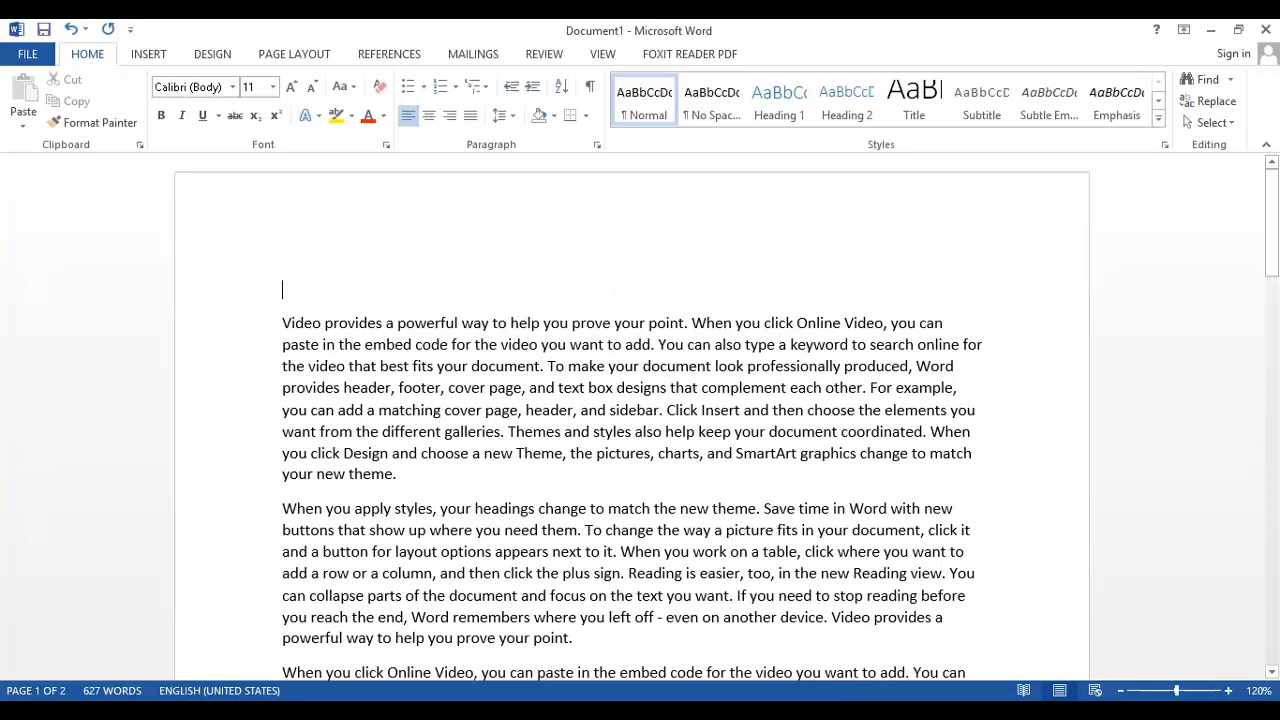 Document1 - Microsoft Word
Sign in
FILE HOME INSERT DESIGN PAGE LAYOUT REFERENCES MAILINGS REVIEW VIEW FOXIT READER PDF
Paste
Cut
Copy
Format Painter
Clipboard
Calibri (Body) 11
Font
Paragraph
AaBbCcDc AaBbCcDc AaBbCc AaBbCcD AaBl AaBbCcDc AaBbCcDc AaBbCcDc
¶ Normal ¶ No Spac... Heading 1 Heading 2 Title Subtitle Subtle Em... Emphasis
Styles
Find
Replace
Select
Editing
Video provides a powerful way to help you prove your point. When you click Online Video, you can
paste in the embed code for the video you want to add. You can also type a keyword to search online for
the video that best fits your document. To make your document look professionally produced, Word
provides header, footer, cover page, and text box designs that complement each other. For example,
you can add a matching cover page, header, and sidebar. Click Insert and then choose the elements you
want from the different galleries. Themes and styles also help keep your document coordinated. When
you click Design and choose a new Theme, the pictures, charts, and SmartArt graphics change to match
your new theme.
When you apply styles, your headings change to match the new theme. Save time in Word with new
buttons that show up where you need them. To change the way a picture fits in your document, click it
and a button for layout options appears next to it. When you work on a table, click where you want to
add a row or a column, and then click the plus sign. Reading is easier, too, in the new Reading view. You
can collapse parts of the document and focus on the text you want. If you need to stop reading before
you reach the end, Word remembers where you left off - even on another device. Video provides a
powerful way to help you prove your point.
When you click Online Video, you can paste in the embed code for the video you want to add. You can
PAGE 1 OF 2 627 WORDS ENGLISH (UNITED STATES) 120%